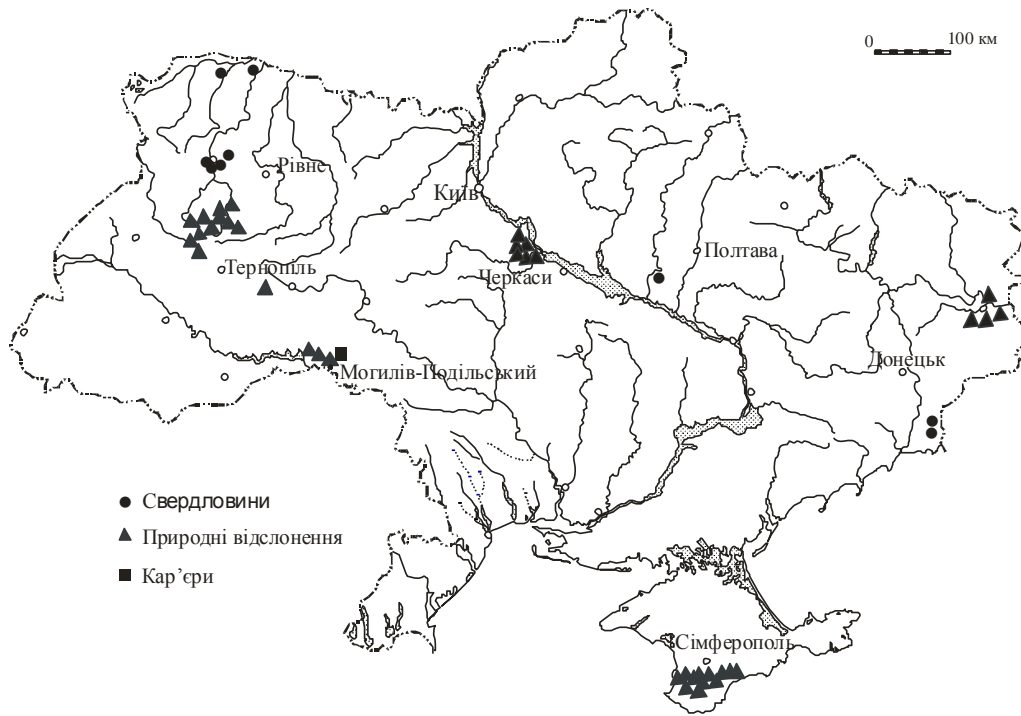 0 100 км
Рівне
Київ
Полтава
Тернопіль
Черкаси
Донецьк
Могилів-Подільський
Свердловини
Природні відслонення
Кар’єри
Сімферополь